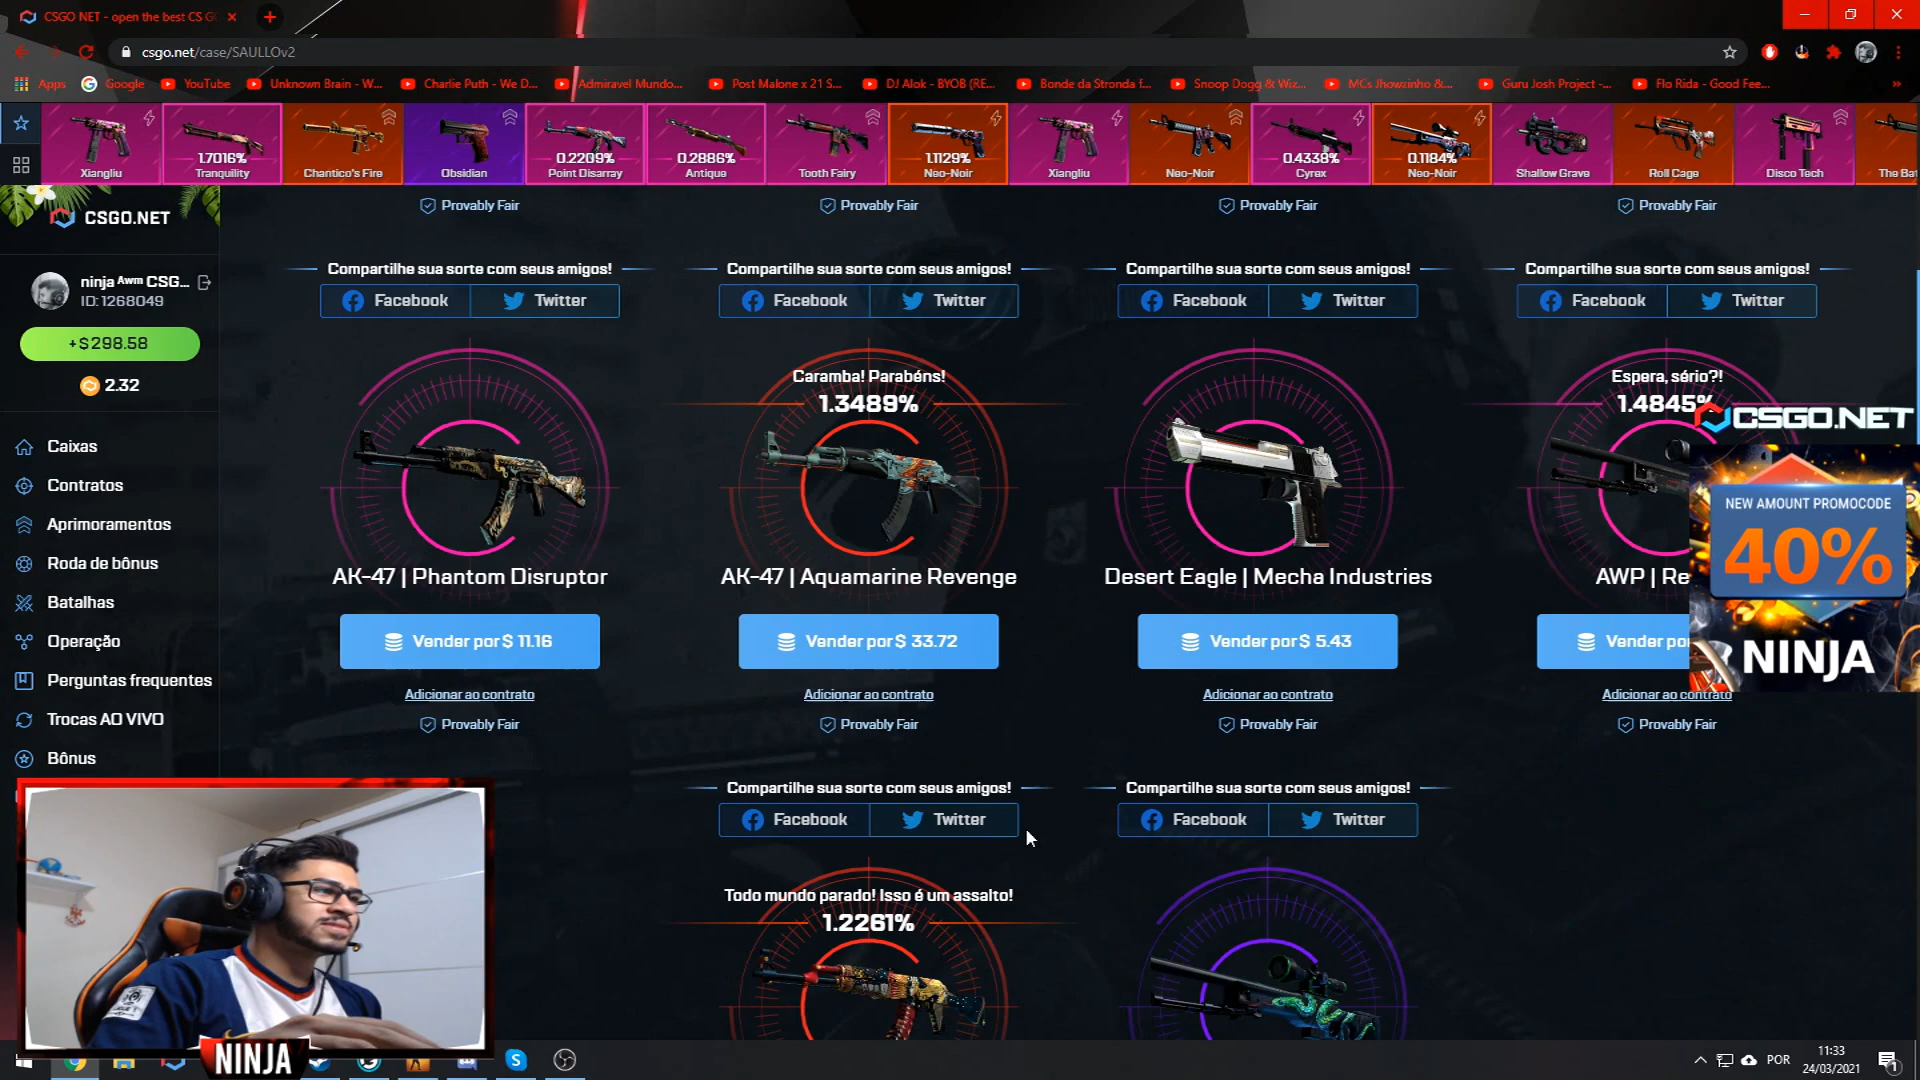 CSGO NET - open the best CS G
csgo.net/case/SAULLOv2
Apps
Google
YouTube
Unknown Brain - W...
Charlie Puth - We D...
Admiravel Mundo...
Post Malone x 21 S...
DJ Alok - BYOB (RE...
Bonde da Stronda f...
Snoop Dogg & Wiz...
MCs Jhowzinho &...
Guru Josh Project -...
Flo Rida - Good Fee...
Xiangliu
1.7016%
Tranquility
Chantico's Fire
Obsidian
0.2209%
Point Disarray
0.2886%
Antique
Tooth Fairy
1.1129%
Neo-Noir
Xiangliu
Neo-Noir
0.4338%
Cyrex
0.1184%
Neo-Noir
Shallow Grave
Roll Cage
Disco Tech
The Bat
CSGO.NET
Provably Fair
Provably Fair
Provably Fair
Provably Fair
ninja Awm CSG...
ID: 1268049
+$298.58
2.32
Caixas
Contratos
Aprimoramentos
Roda de bônus
Batalhas
Operação
Perguntas frequentes
Trocas AO VIVO
Bônus
Compartilhe sua sorte com seus amigos!
Facebook
Twitter
Compartilhe sua sorte com seus amigos!
Facebook
Twitter
Compartilhe sua sorte com seus amigos!
Facebook
Twitter
Compartilhe sua sorte com seus amigos!
Facebook
Twitter
AK-47 | Phantom Disruptor
Vender por $ 11.16
Adicionar ao contrato
Provably Fair
Caramba! Parabéns!
1.3489%
AK-47 | Aquamarine Revenge
Vender por $ 33.72
Adicionar ao contrato
Provably Fair
Desert Eagle | Mecha Industries
Vender por $ 5.43
Adicionar ao contrato
Provably Fair
Espera, sério?!
1.4845%
AWP | Re
Vender po
Adicionar ao contrato
Provably Fair
CSGO.NET
NEW AMOUNT PROMOCODE
40%
NINJA
Compartilhe sua sorte com seus amigos!
Facebook
Twitter
Compartilhe sua sorte com seus amigos!
Facebook
Twitter
Todo mundo parado! Isso é um assalto!
1.2261%
NINJA
POR
11:33
24/03/2021
1